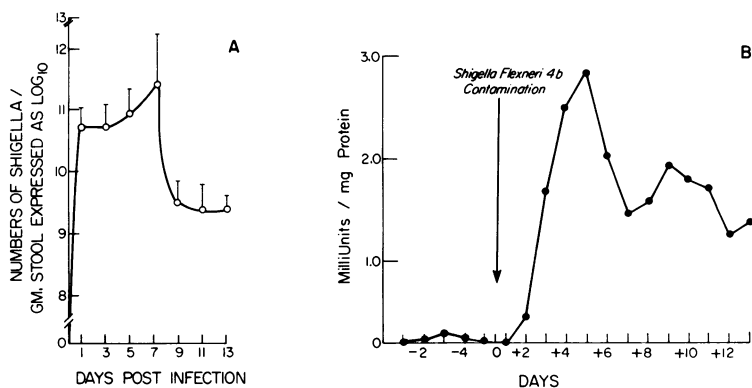 A
NUMBERS OF SHIGELLA /
GM. STOOL EXPRESSED AS LOG10
13
12
11
10
9
8
0
1 3 5 7 9 11 13
DAYS POST INFECTION
B
Shigella Flexneri 4b
Contamination
MilliUnits / mg Protein
3.0
2.0
1.0
0
-2 -4 0 +2 +4 +6 +8 +10 +12
DAYS